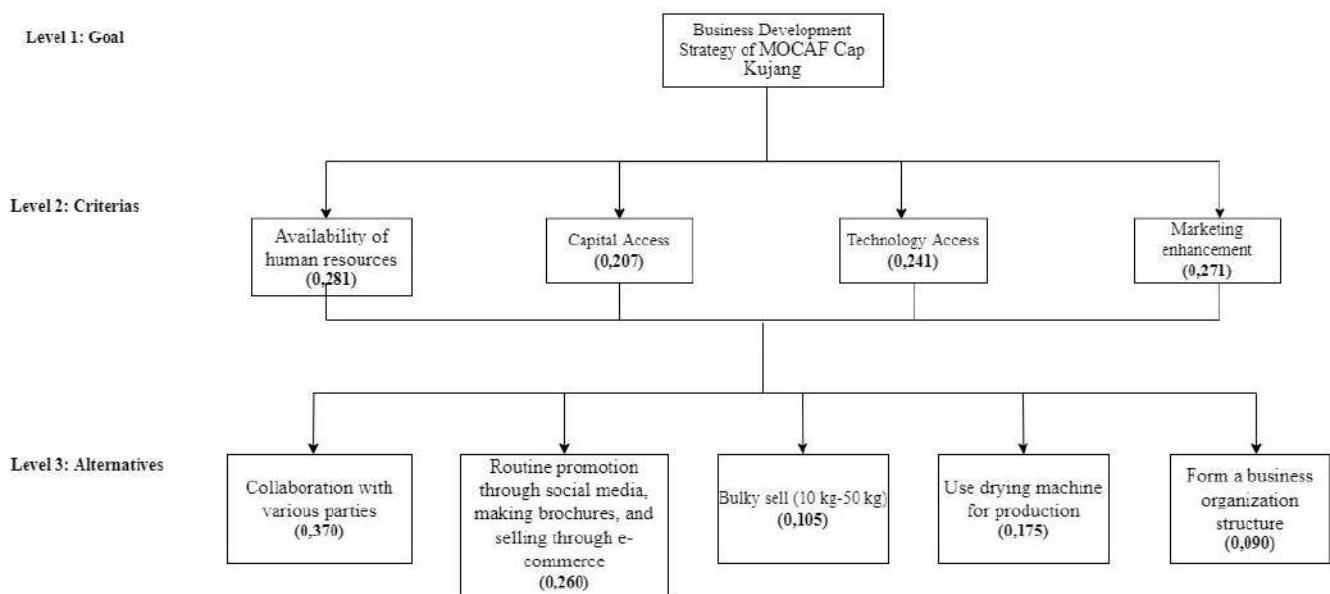 Level 1: Goal
Business Development
Strategy of MOCAF Cap
Kujang
Level 2: Criterias
Availability of
human resources
(0,281)
Capital Access
(0,207)
Technology Access
(0,241)
Marketing
enhancement
(0,271)
Level 3: Alternatives
Collaboration with
various parties
(0,370)
Routine promotion
through social media,
making brochures, and
selling through e-
commerce
(0,260)
Bulky sell (10 kg-50 kg)
(0,105)
Use drying machine
for production
(0,175)
Form a business
organization
structure
(0,090)